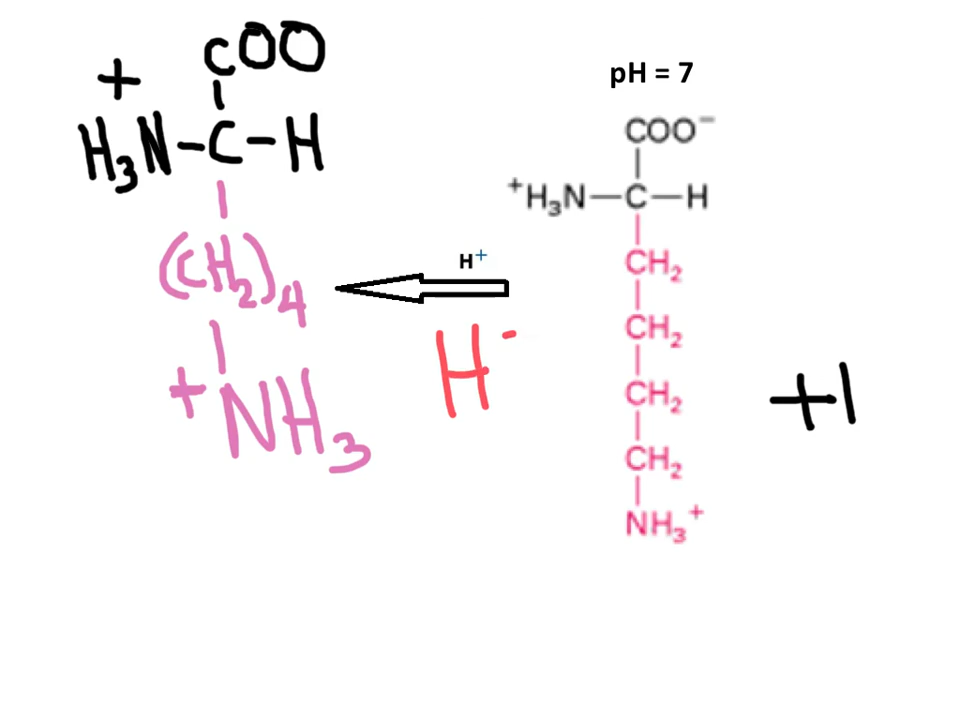 +
COO
H₃N-C-H
(CH₂)₄
+NH₃
H⁺
H⁻
pH = 7
COO⁻
⁺H₃N—C—H
CH₂
CH₂
CH₂
CH₂
NH₃⁺
+1